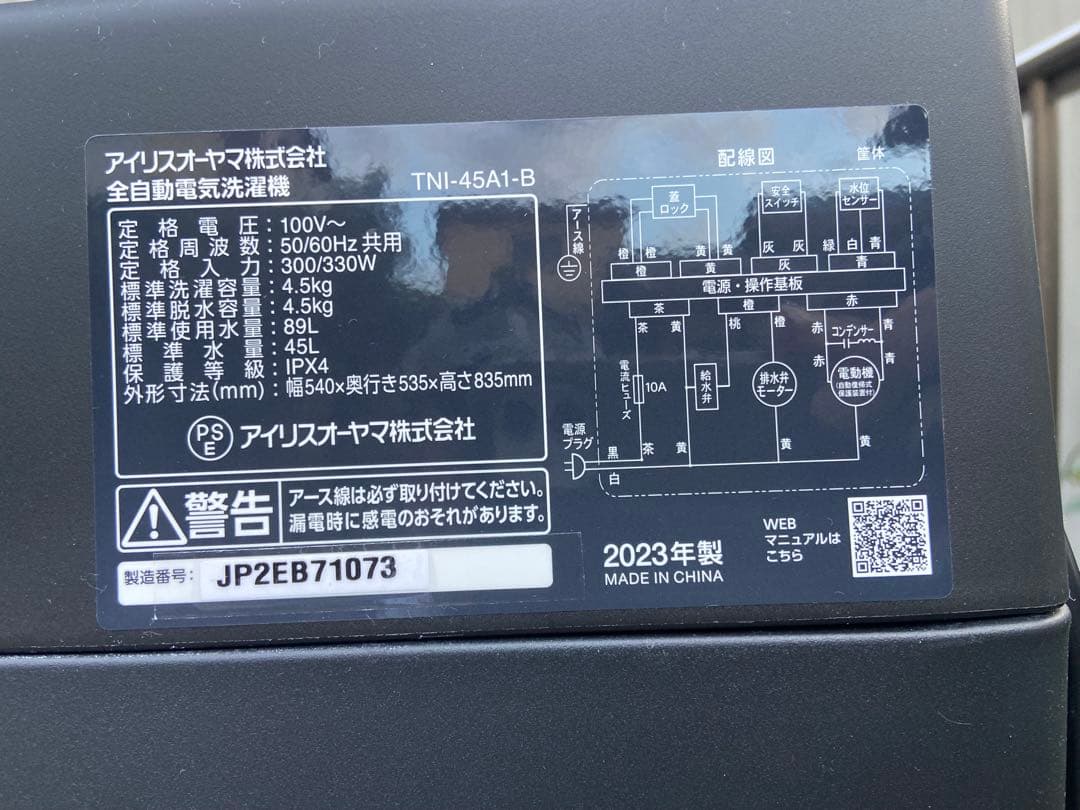 アイリスオーヤマ株式会社
全自動電気洗濯機 TNI-45A1-B
定格電圧:100V~
定格周波数:50/60Hz 共用
定格入力:300/330W
標準洗濯容量:4.5kg
標準脱水容量:4.5kg
標準使用水量:89L
標準水量:45L
保護等級:IPX4
外形寸法(mm):幅540×奥行き535×高さ835mm
PSE アイリスオーヤマ株式会社
警告
アース線は必ず取り付けてください。
漏電時に感電のおそれがあります。
製造番号: JP2EB71073
配線図 筐体
アース線
蓋ロック
安全スイッチ
水位センサー
橙 橙 黄 黄 灰 灰 緑 白 青
橙 黄 灰 青
電源・操作基板
茶 橙 赤
茶 黄 桃 橙 赤 コンデンサー 青
赤 青
電流ヒューズ
10A
給水弁
排水弁モーター
電動機
(自動復帰式保護装置付)
電源プラグ
黒 茶 黄 黄 黄
白
2023年製
MADE IN CHINA
WEB
マニュアルは
こちら